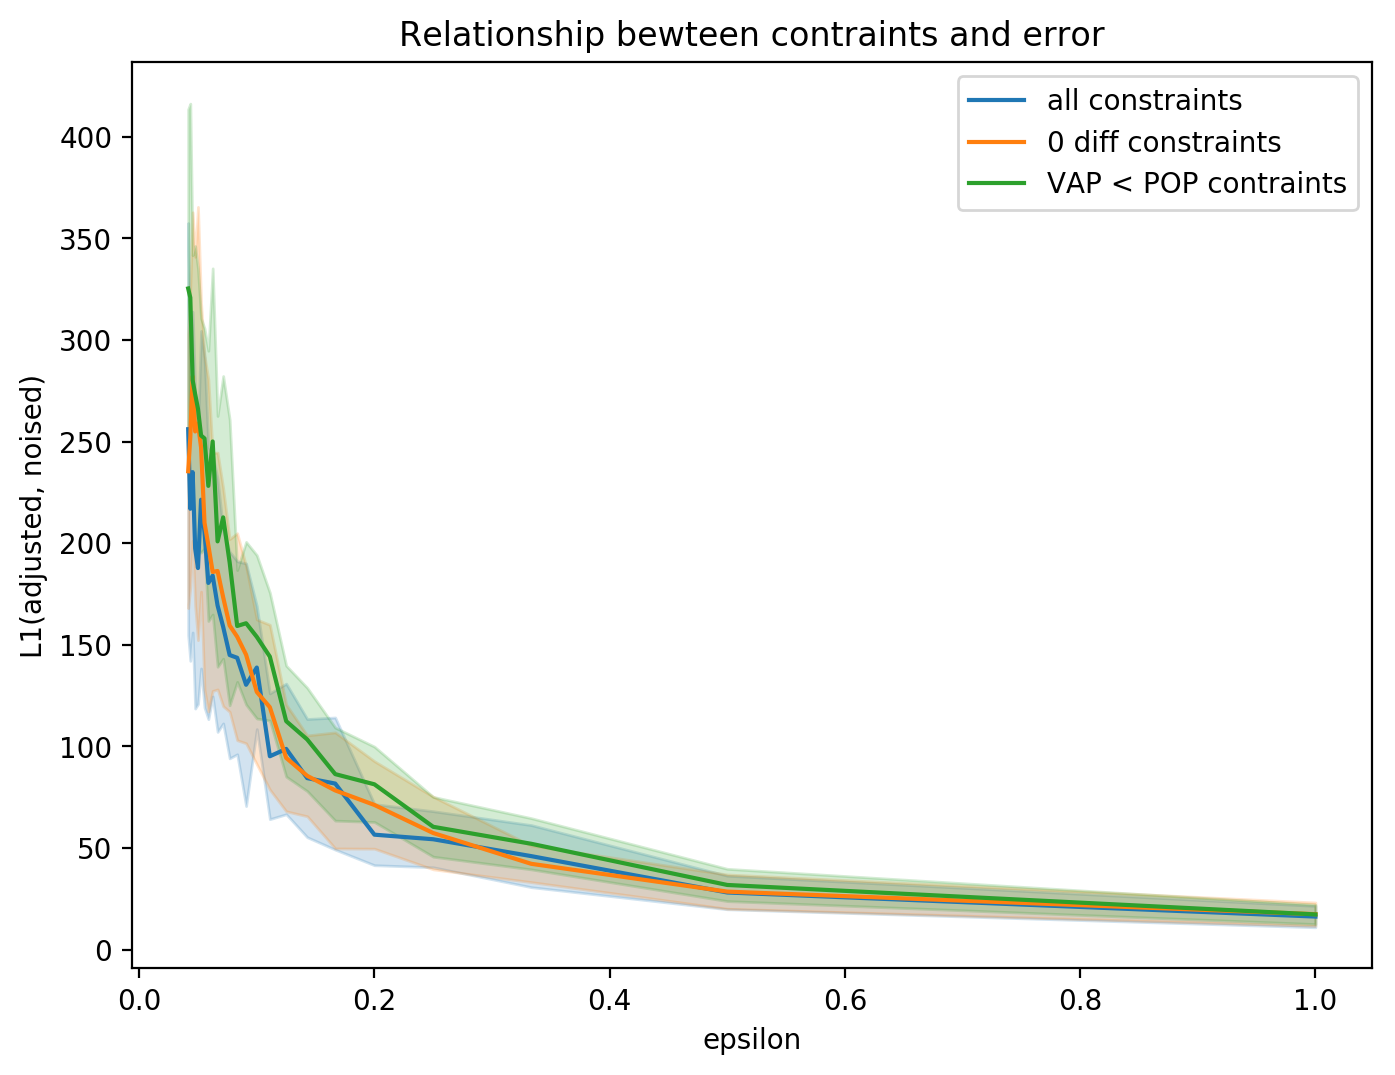 Relationship bewteen contraints and error
all constraints
0 diff constraints
VAP < POP contraints
400
350
300
250
200
150
100
50
0
L1(adjusted, noised)
0.0 0.2 0.4 0.6 0.8 1.0
epsilon